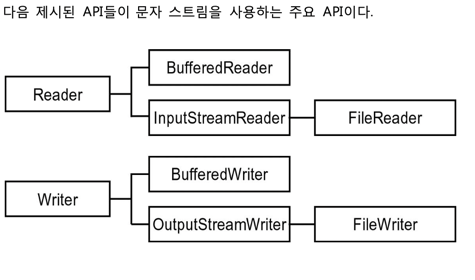 다음 제시된 API들이 문자 스트림을 사용하는 주요 API이다.
BufferedReader
Reader
InputStreamReader
FileReader
BufferedWriter
Writer
OutputStreamWriter
FileWriter